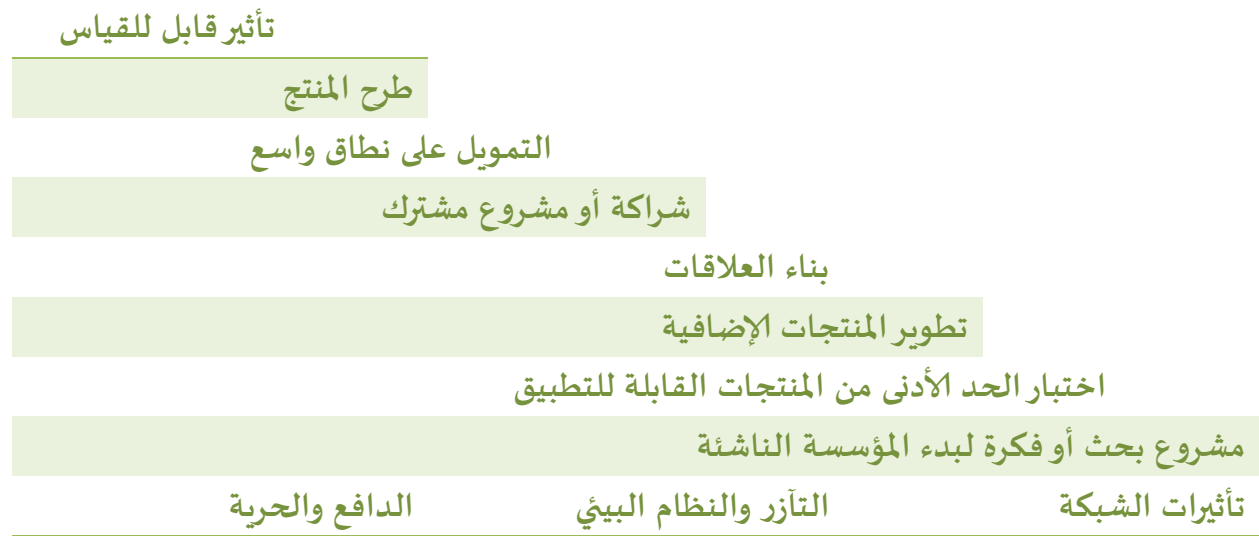 تأثير قابل للقياس
طرح المنتج
التمويل على نطاق واسع
شراكة أو مشروع مشترك
بناء العلاقات
تطوير المنتجات الإضافية
اختبار الحد الأدنى من المنتجات القابلة للتطبيق
مشروع بحث أو فكرة لبدء المؤسسة الناشئة
تأثيرات الشبكة التآزر والنظام البيئي الدافع والحرية